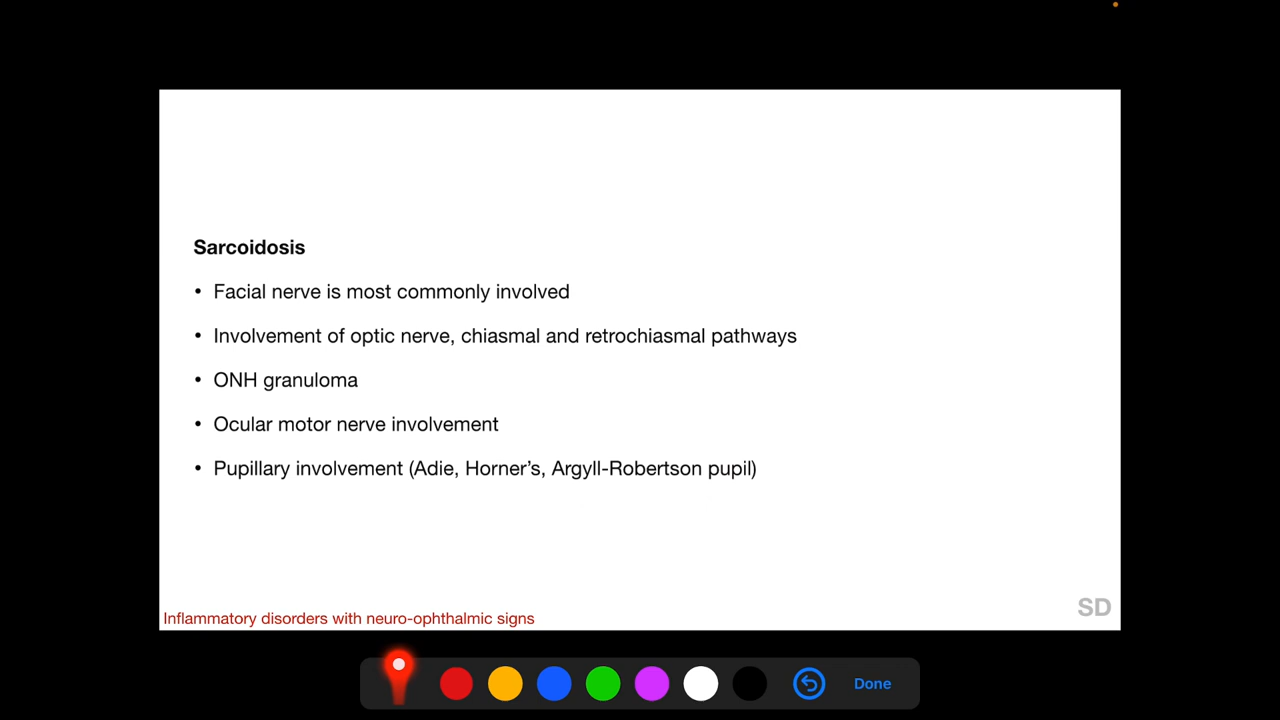 Sarcoidosis
• Facial nerve is most commonly involved
• Involvement of optic nerve, chiasmal and retrochiasmal pathways
• ONH granuloma
• Ocular motor nerve involvement
• Pupillary involvement (Adie, Horner’s, Argyll-Robertson pupil)
SD
Inflammatory disorders with neuro-ophthalmic signs
Done